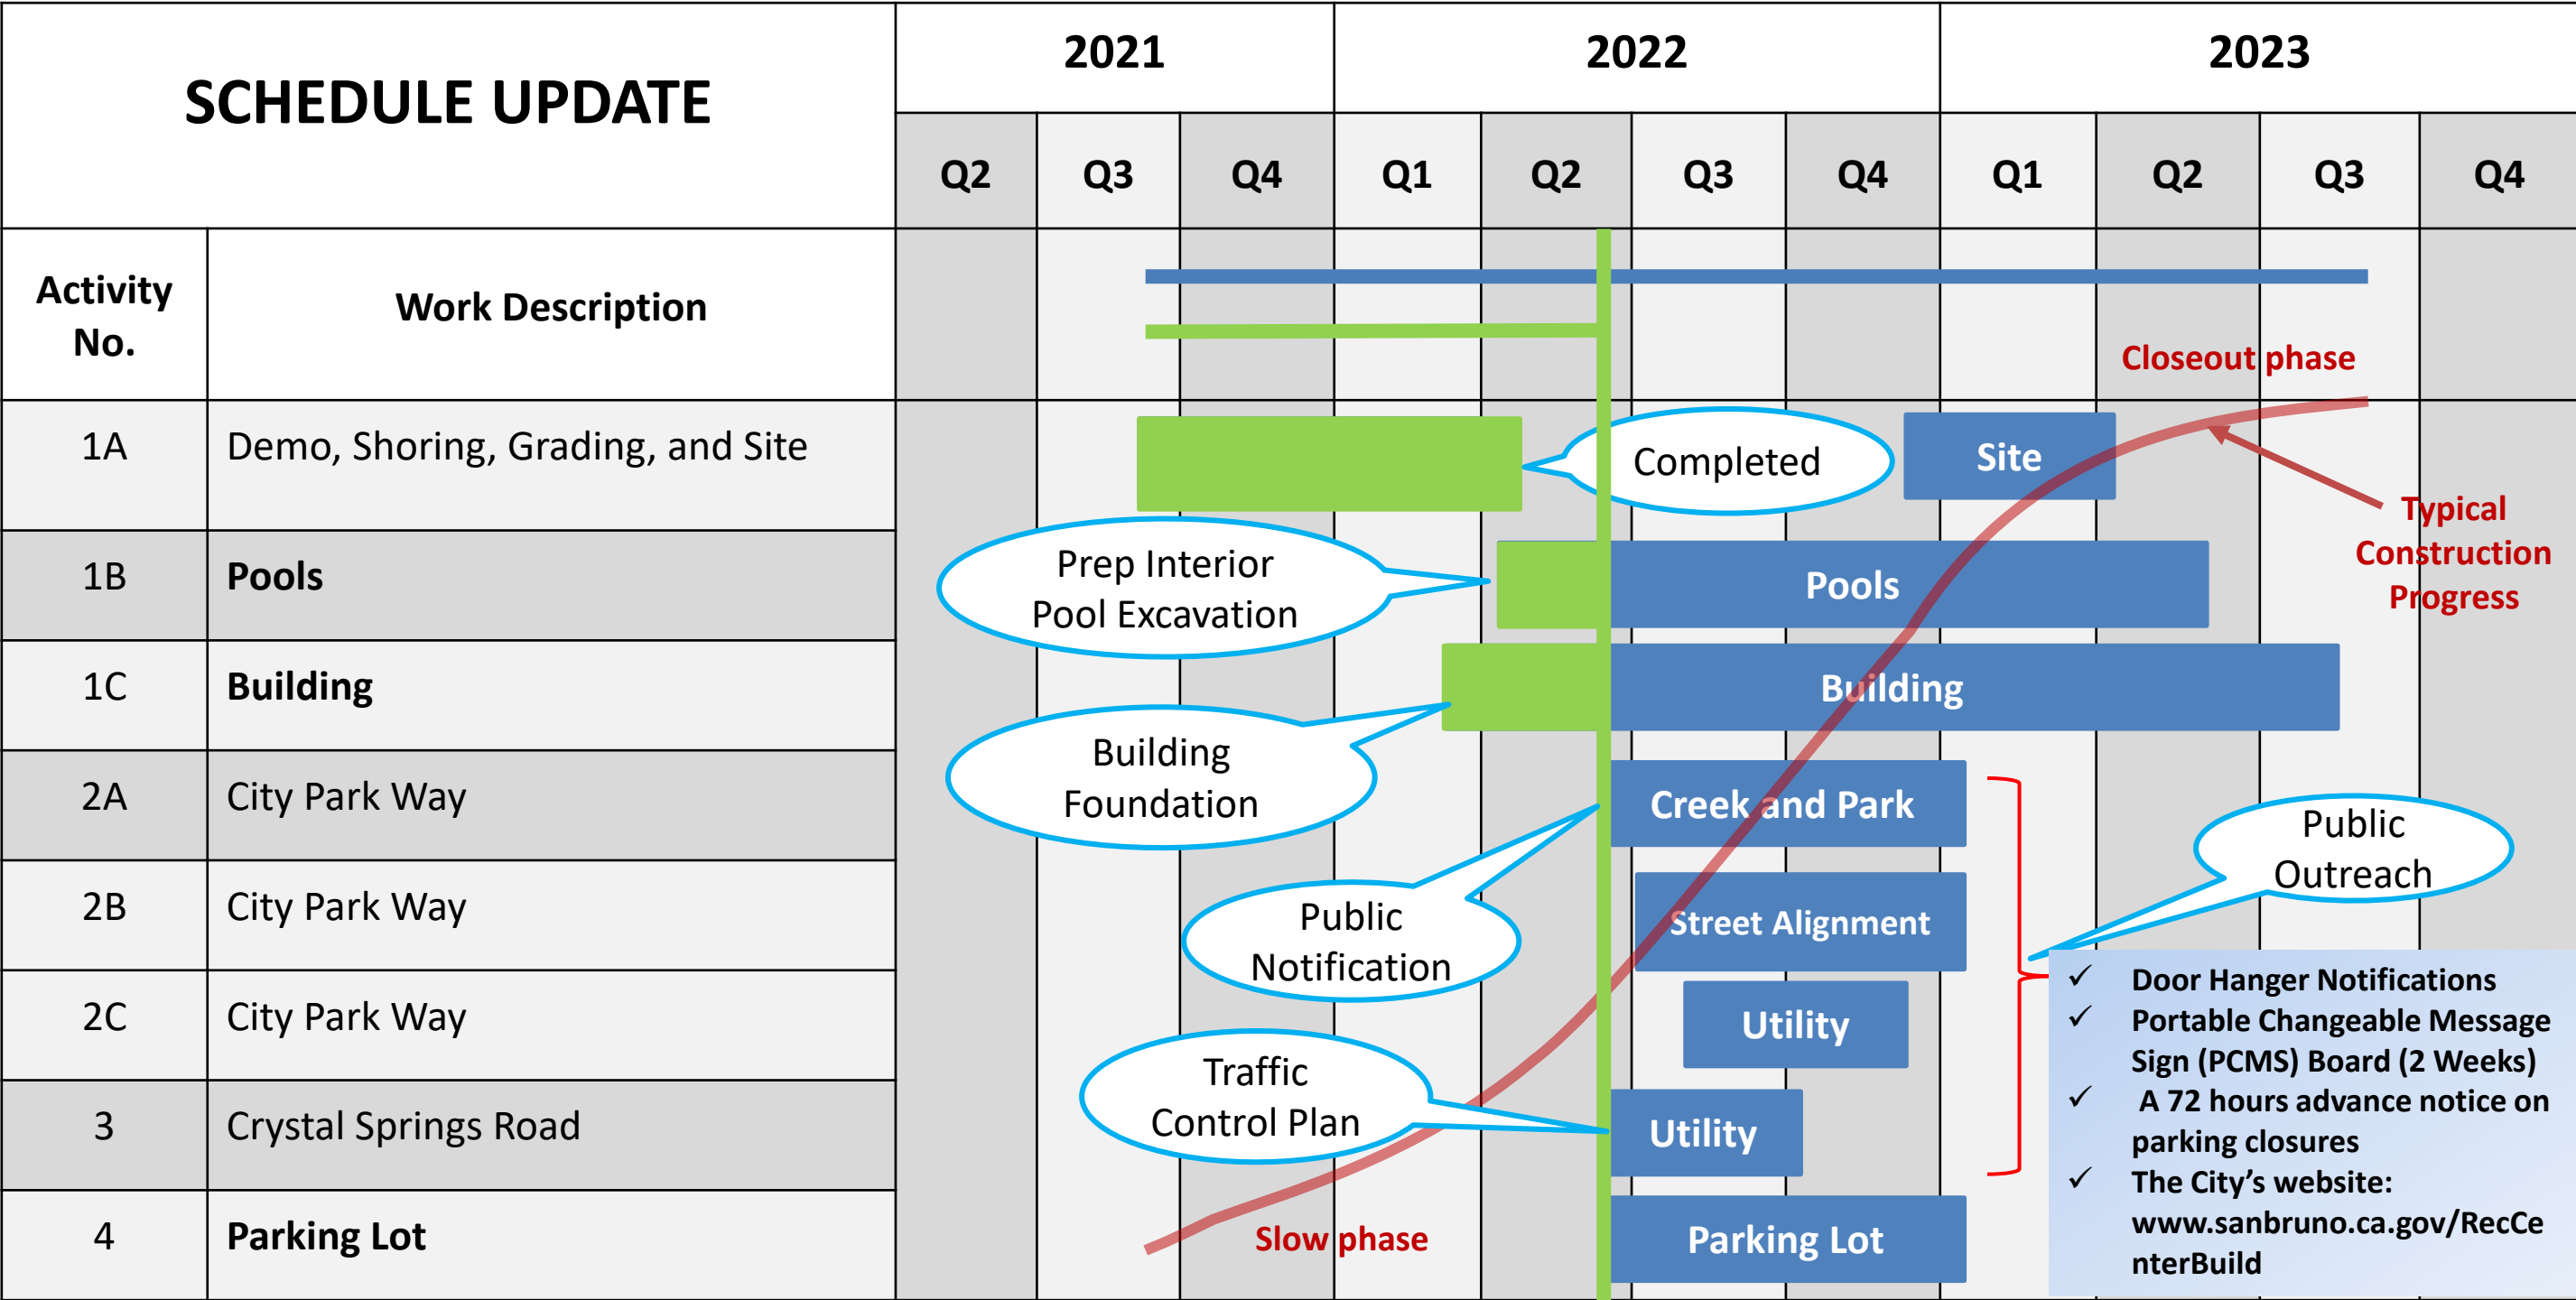 SCHEDULE UPDATE
2021
2022
2023
Q2
Q3
Q4
Q1
Q2
Q3
Q4
Q1
Q2
Q3
Q4
Activity
No.
Work Description
Closeout phase
1A
Demo, Shoring, Grading, and Site
Completed
Site
Typical
Construction
Progress
1B
Pools
Prep Interior
Pool Excavation
Pools
1C
Building
Building
Building
Foundation
2A
City Park Way
Creek and Park
Public
Outreach
2B
City Park Way
Public
Notification
Street Alignment
2C
City Park Way
Utility
3
Crystal Springs Road
Traffic
Control Plan
Utility
4
Parking Lot
Slow phase
Parking Lot
✓ Door Hanger Notifications
✓ Portable Changeable Message
Sign (PCMS) Board (2 Weeks)
✓ A 72 hours advance notice on
parking closures
✓ The City’s website:
www.sanbruno.ca.gov/RecCe
nterBuild